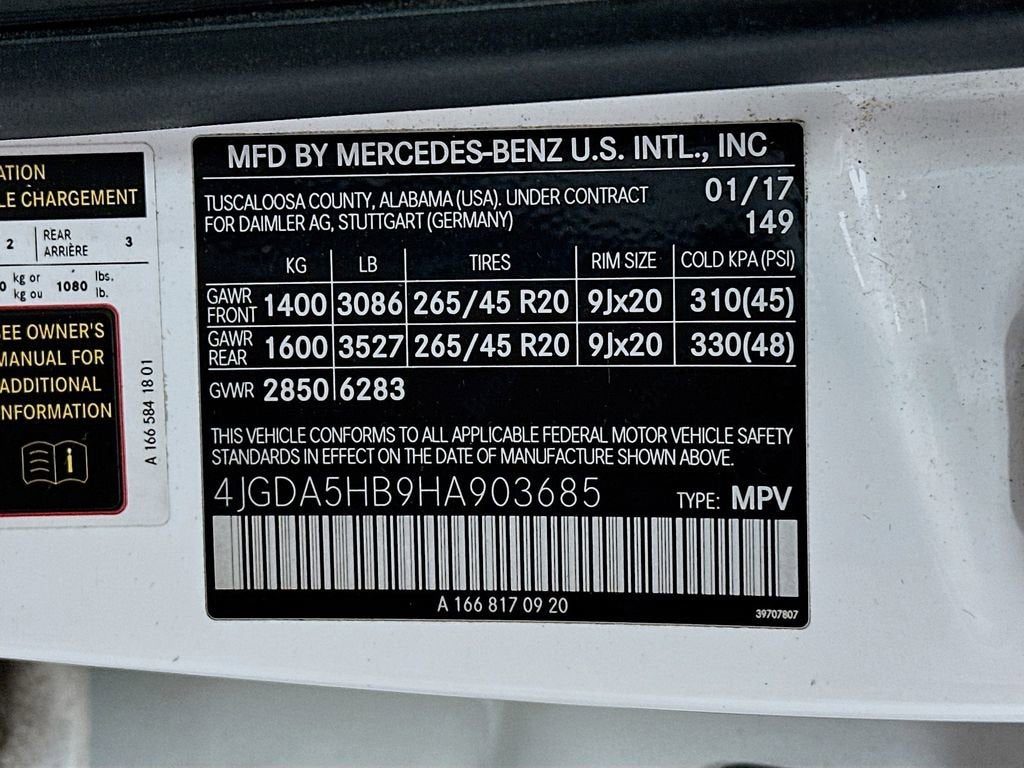 ATION
LE CHARGEMENT
2 REAR ARRIÈRE 3
0 kg or kg ou 1080 lbs. lb.
SEE OWNER'S
MANUAL FOR
ADDITIONAL
INFORMATION
i
A 166 584 18 01
MFD BY MERCEDES-BENZ U.S. INTL., INC
TUSCALOOSA COUNTY, ALABAMA (USA). UNDER CONTRACT 01/17
FOR DAIMLER AG, STUTTGART (GERMANY) 149
KG LB TIRES RIM SIZE COLD KPA (PSI)
GAWR FRONT 1400 3086 265/45 R20 9Jx20 310(45)
GAWR REAR 1600 3527 265/45 R20 9Jx20 330(48)
GVWR 2850 6283
THIS VEHICLE CONFORMS TO ALL APPLICABLE FEDERAL MOTOR VEHICLE SAFETY
STANDARDS IN EFFECT ON THE DATE OF MANUFACTURE SHOWN ABOVE.
4JGDA5HB9HA903685 TYPE: MPV
A 166 817 09 20
39707807